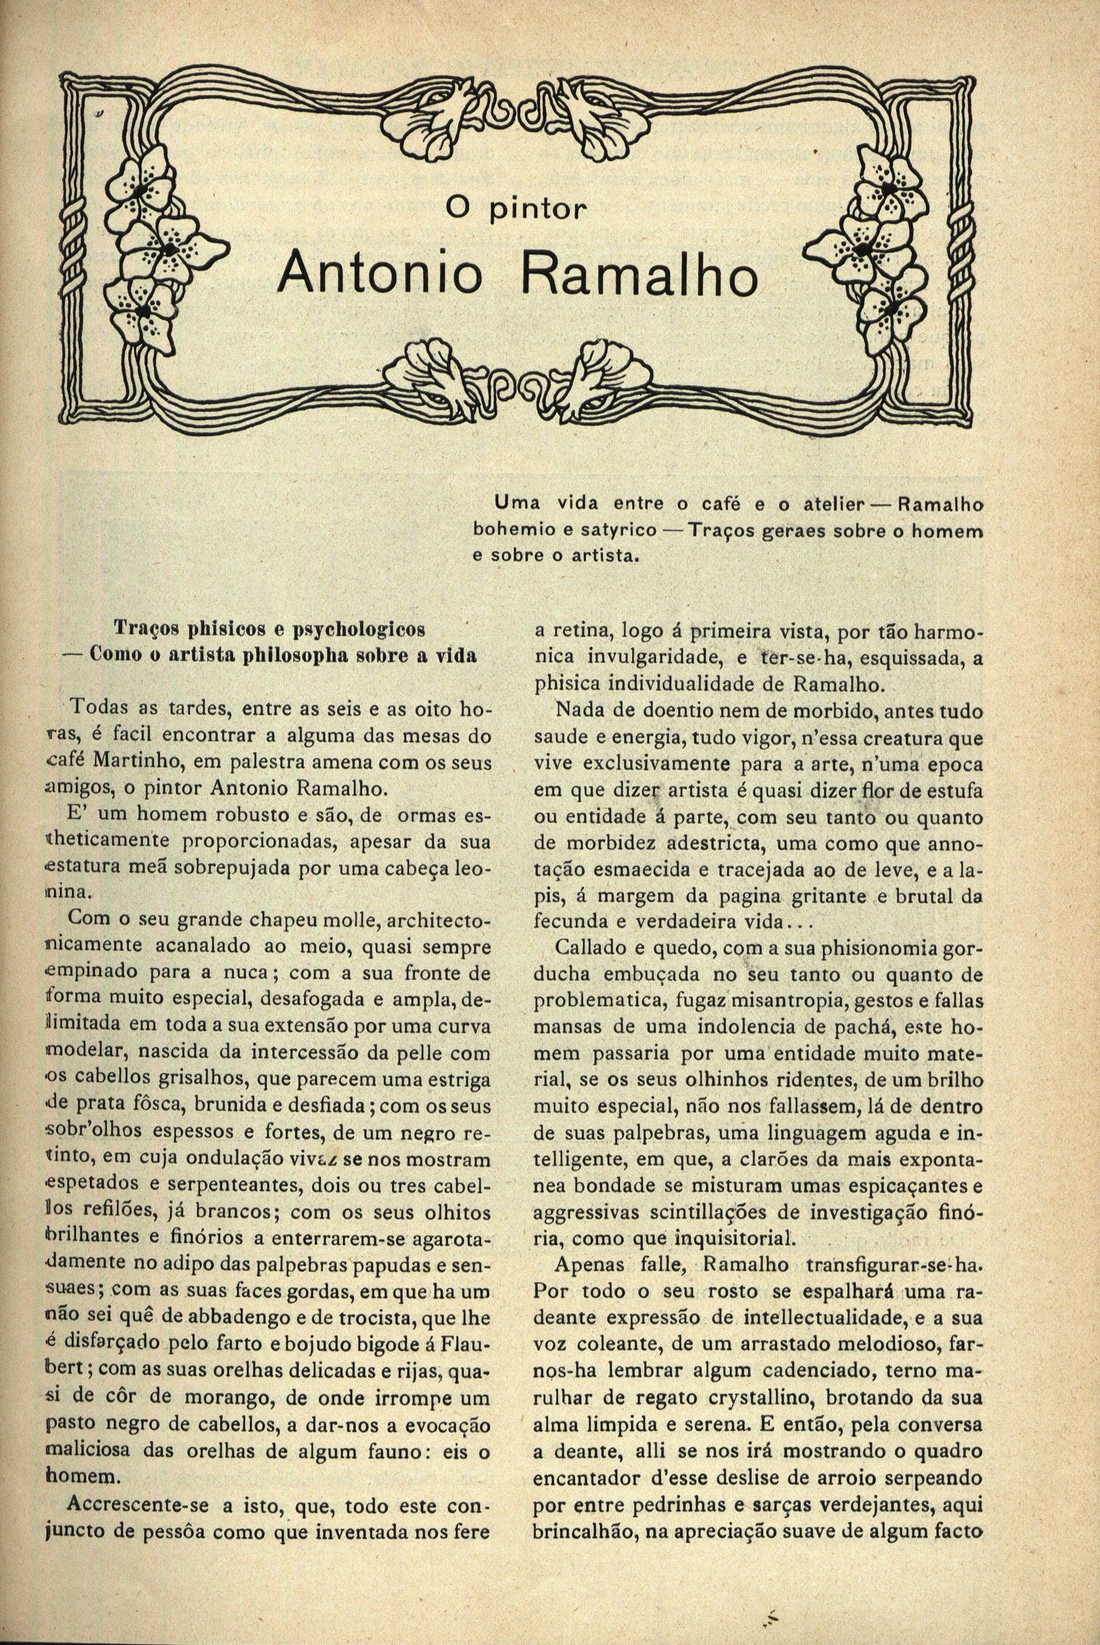 O pintor
Antonio Ramalho
Uma vida entre o café e o atelier — Ramalho
bohemio e satyrico — Traços geraes sobre o homem
e sobre o artista.
Traços phisicos e psychologicos
— Como o artista philosopha sobre a vida
Todas as tardes, entre as seis e as oito ho-
ras, é facil encontrar a alguma das mesas do
café Martinho, em palestra amena com os seus
amigos, o pintor Antonio Ramalho.
E' um homem robusto e são, de ormas es-
theticamente proporcionadas, apesar da sua
estatura meã sobrepujada por uma cabeça leo-
nina.
Com o seu grande chapeu molle, architecto-
nicamente acanalado ao meio, quasi sempre
empinado para a nuca; com a sua fronte de
forma muito especial, desafogada e ampla, de-
limitada em toda a sua extensão por uma curva
modelar, nascida da intercessão da pelle com
os cabellos grisalhos, que parecem uma estriga
de prata fôsca, brunida e desfiada; com os seus
sobr'olhos espessos e fortes, de um negro re-
tinto, em cuja ondulação vivaz se nos mostram
espetados e serpenteantes, dois ou tres cabel-
los refilões, já brancos; com os seus olhitos
brilhantes e finórios a enterrarem-se agarota-
damente no adipo das palpebras papudas e sen-
suaes; com as suas faces gordas, em que ha um
não sei quê de abbadengo e de trocista, que lhe
é disfarçado pelo farto e bojudo bigode á Flau-
bert; com as suas orelhas delicadas e rijas, qua-
si de côr de morango, de onde irrompe um
pasto negro de cabellos, a dar-nos a evocação
maliciosa das orelhas de algum fauno: eis o
homem.
Accrescente-se a isto, que, todo este con-
juncto de pessôa como que inventada nos fere
a retina, logo á primeira vista, por tão harmo-
nica invulgaridade, e ter-se-ha, esquissada, a
phisica individualidade de Ramalho.
Nada de doentio nem de morbido, antes tudo
saude e energia, tudo vigor, n'essa creatura que
vive exclusivamente para a arte, n'uma epoca
em que dizer artista é quasi dizer flor de estufa
ou entidade á parte, com seu tanto ou quanto
de morbidez adestricta, uma como que anno-
tação esmaecida e tracejada ao de leve, e a la-
pis, á margem da pagina gritante e brutal da
fecunda e verdadeira vida...
Callado e quedo, com a sua phisionomia gor-
ducha embuçada no seu tanto ou quanto de
problematica, fugaz misantropia, gestos e fallas
mansas de uma indolencia de pachá, este ho-
mem passaria por uma entidade muito mate-
rial, se os seus olhinhos ridentes, de um brilho
muito especial, não nos fallassem, lá de dentro
de suas palpebras, uma linguagem aguda e in-
telligente, em que, a clarões da mais exponta-
nea bondade se misturam umas espicaçantes e
aggressivas scintillações de investigação finó-
ria, como que inquisitorial.
Apenas falle, Ramalho transfigurar-se-ha.
Por todo o seu rosto se espalhará uma ra-
deante expressão de intellectualidade, e a sua
voz coleante, de um arrastado melodioso, far-
nos-ha lembrar algum cadenciado, terno ma-
rulhar de regato crystallino, brotando da sua
alma limpida e serena. E então, pela conversa
a deante, alli se nos irá mostrando o quadro
encantador d'esse deslise de arroio serpeando
por entre pedrinhas e sarças verdejantes, aqui
brincalhão, na apreciação suave de algum facto